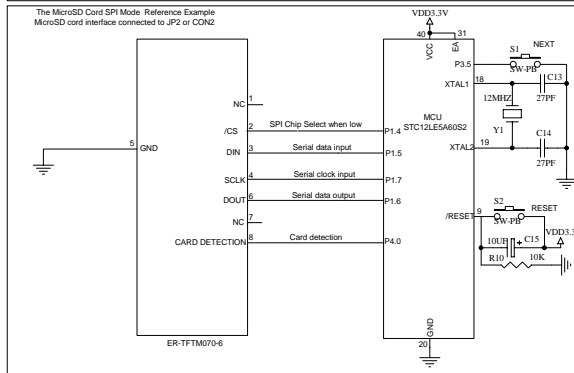 The MicroSD Cord SPI Mode  Reference Example
MicroSD cord interface connected to JP2 or CON2
VDD3.3V
40
31
VCC
EA
S1
NEXT
P3.5
SW-PB
C13
XTAL1
18
27PF
12MHZ
Y1
MCU
STC12LE5A60S2
XTAL2
19
C14
27PF
NC
1
/CS
2
SPI Chip Select when low
P1.4
5
GND
DIN
3
Serial data input
P1.5
SCLK
4
Serial clock input
P1.7
DOUT
6
Serial data output
P1.6
NC
7
CARD DETECTION
8
Card detection
P4.0
S2
RESET
/RESET
9
SW-PB
10UF
+
C15
VDD3.3
R10
10K
GND
20
ER-TFTM070-6